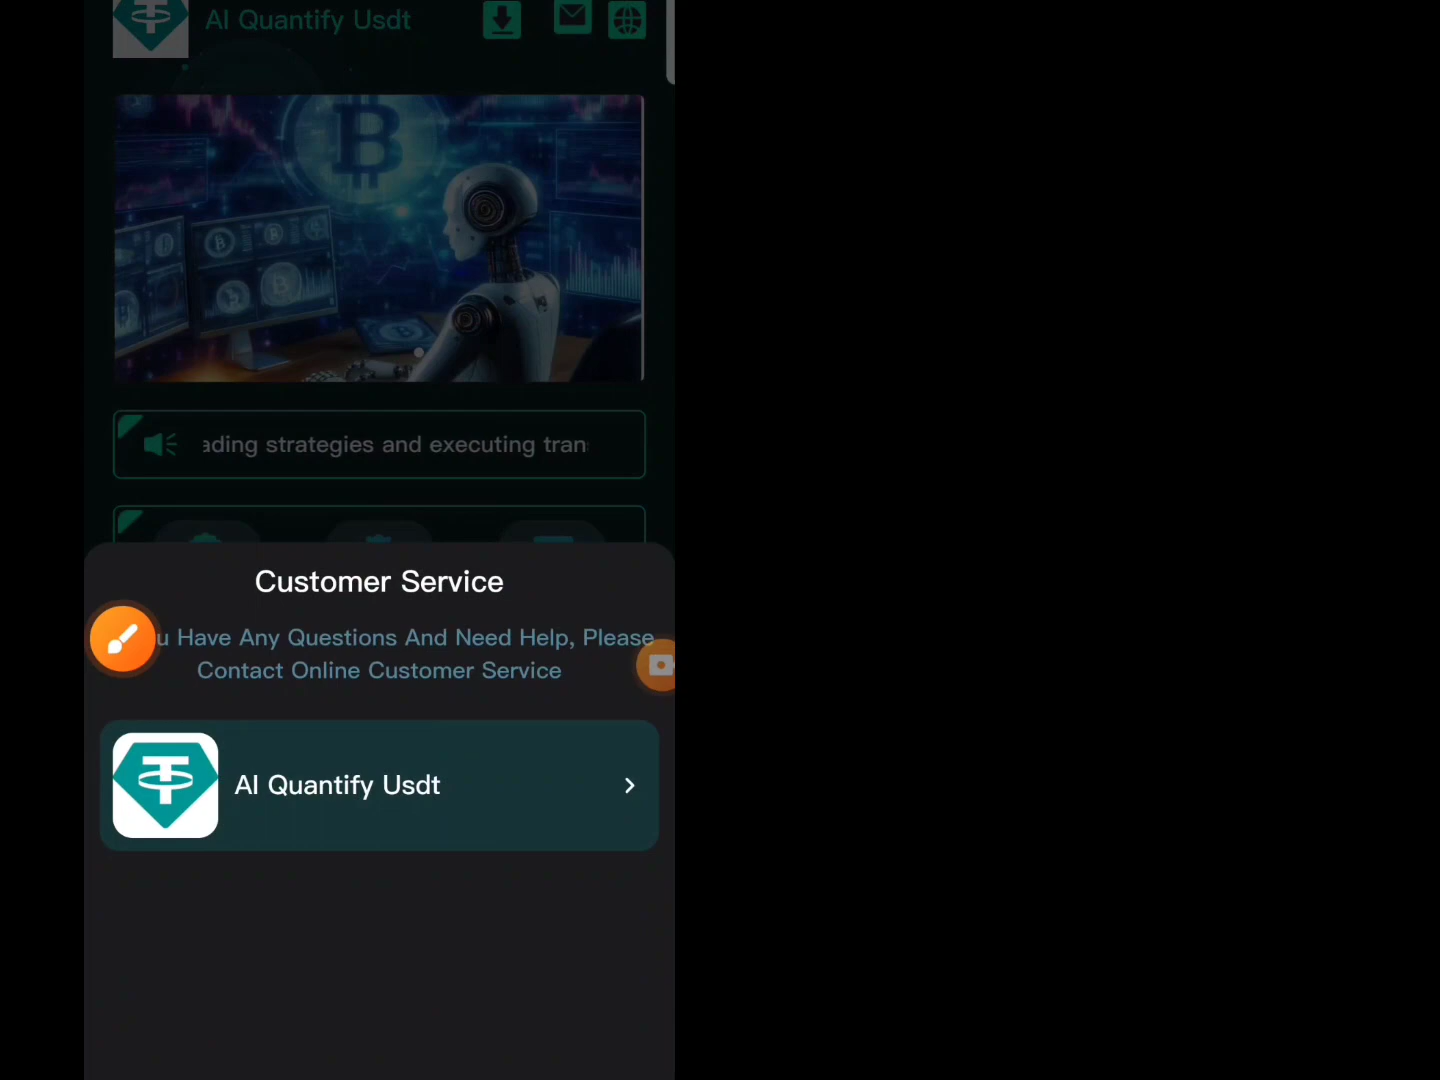 AI Quantify Usdt
ading strategies and executing tran
Customer Service
u Have Any Questions And Need Help, Please
Contact Online Customer Service
AI Quantify Usdt